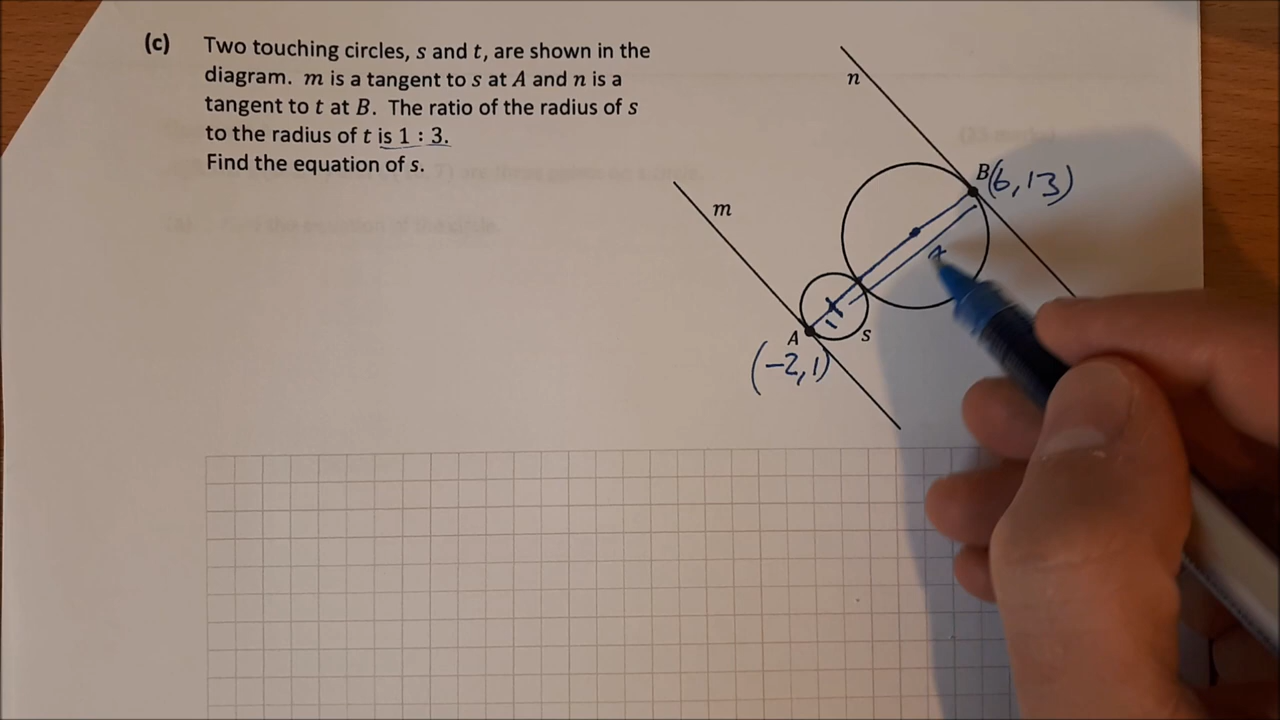 (c) Two touching circles, s and t, are shown in the
diagram. m is a tangent to s at A and n is a
tangent to t at B. The ratio of the radius of s
to the radius of t is 1 : 3.
Find the equation of s.
n
B(6,13)
m
A
s
(-2,1)